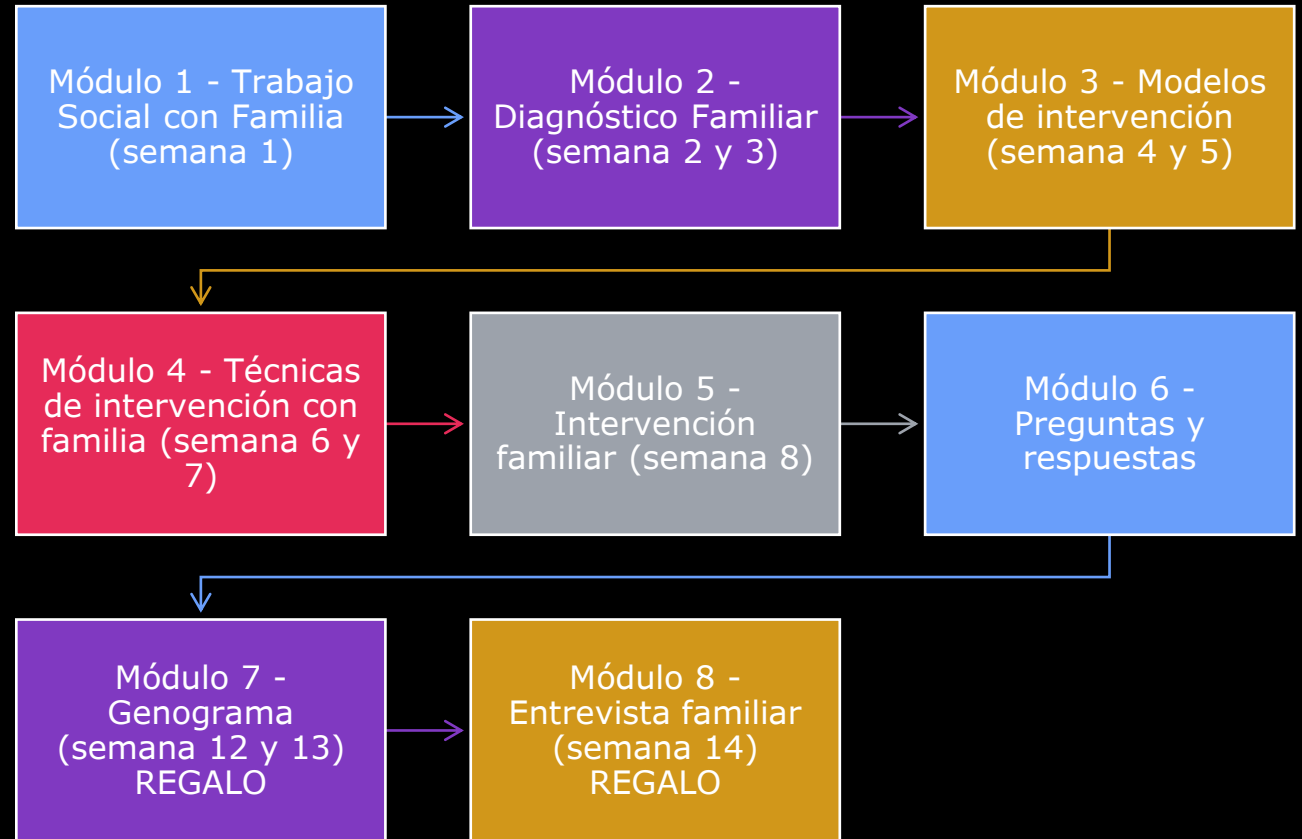 Módulo 1 - Trabajo
Social con Familia
(semana 1)
Módulo 2 -
Diagnóstico Familiar
(semana 2 y 3)
Módulo 3 - Modelos
de intervención
(semana 4 y 5)
Módulo 4 - Técnicas
de intervención con
familia (semana 6 y
7)
Módulo 5 -
Intervención
familiar (semana 8)
Módulo 6 -
Preguntas y
respuestas
Módulo 7 -
Genograma
(semana 12 y 13)
REGALO
Módulo 8 -
Entrevista familiar
(semana 14)
REGALO